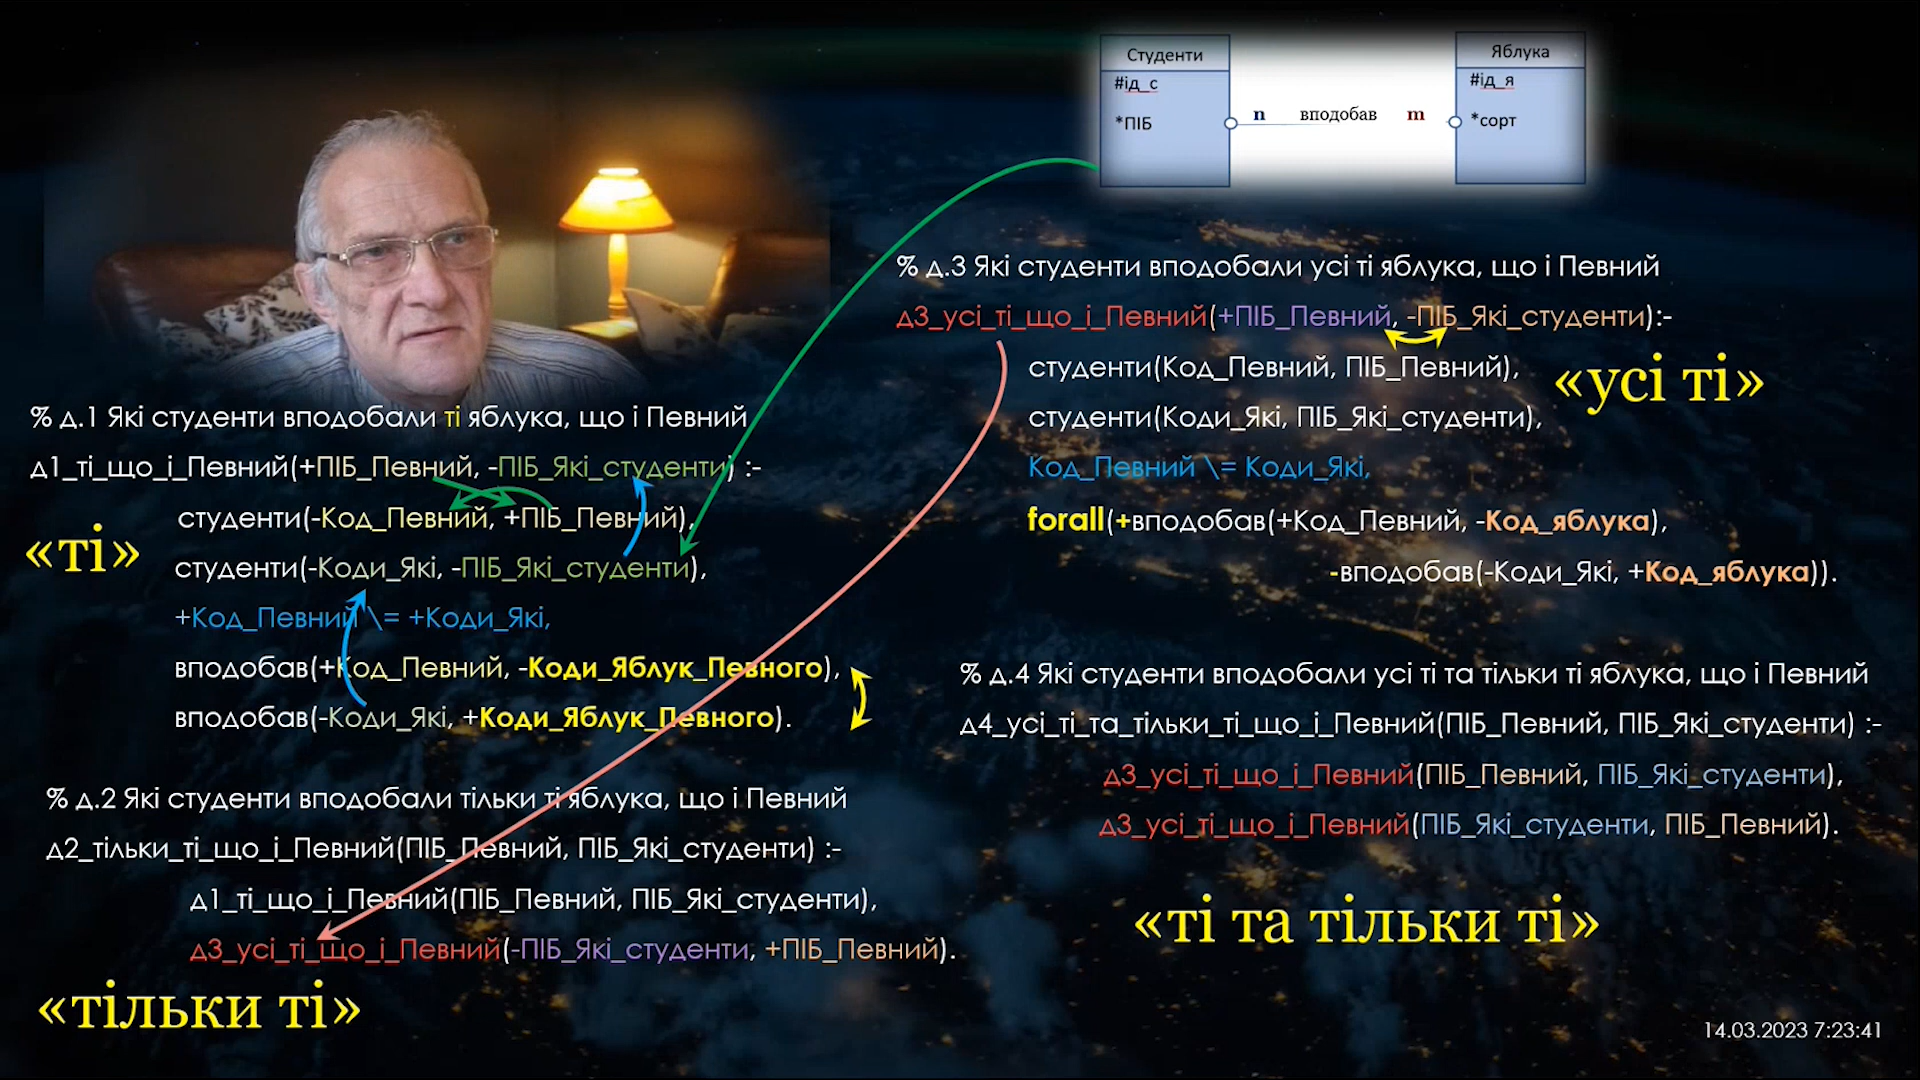 Студенти
#ід_с
*ПІБ
n вподобав m
Яблука
#ід_я
*сорт
% д.1 Які студенти вподобали ті яблука, що і Певний
д1_ті_що_і_Певний(+ПІБ_Певний, -ПІБ_Які_студенти) :-
студенти(-Код_Певний, +ПІБ_Певний),
«ті»
студенти(-Коди_Які, -ПІБ_Які_студенти),
+Код_Певний \= +Коди_Які,
вподобав(+Код_Певний, -Коди_Яблук_Певного),
вподобав(-Коди_Які, +Коди_Яблук_Певного).
% д.2 Які студенти вподобали тільки ті яблука, що і Певний
д2_тільки_ті_що_і_Певний(ПІБ_Певний, ПІБ_Які_студенти) :-
д1_ті_що_і_Певний(ПІБ_Певний, ПІБ_Які_студенти),
д3_усі_ті_що_і_Певний(-ПІБ_Які_студенти, +ПІБ_Певний).
«тільки ті»
% д.3 Які студенти вподобали усі ті яблука, що і Певний
д3_усі_ті_що_і_Певний(+ПІБ_Певний, -ПІБ_Які_студенти):-
студенти(Код_Певний, ПІБ_Певний),
«усі ті»
студенти(Коди_Які, ПІБ_Які_студенти),
Код_Певний \= Коди_Які,
forall(+вподобав(+Код_Певний, -Код_яблука),
-вподобав(-Коди_Які, +Код_яблука)).
% д.4 Які студенти вподобали усі ті та тільки ті яблука, що і Певний
д4_усі_ті_та_тільки_ті_що_і_Певний(ПІБ_Певний, ПІБ_Які_студенти) :-
д3_усі_ті_що_і_Певний(ПІБ_Певний, ПІБ_Які_студенти),
д3_усі_ті_що_і_Певний(ПІБ_Які_студенти, ПІБ_Певний).
«ті та тільки ті»
14.03.2023 7:23:41